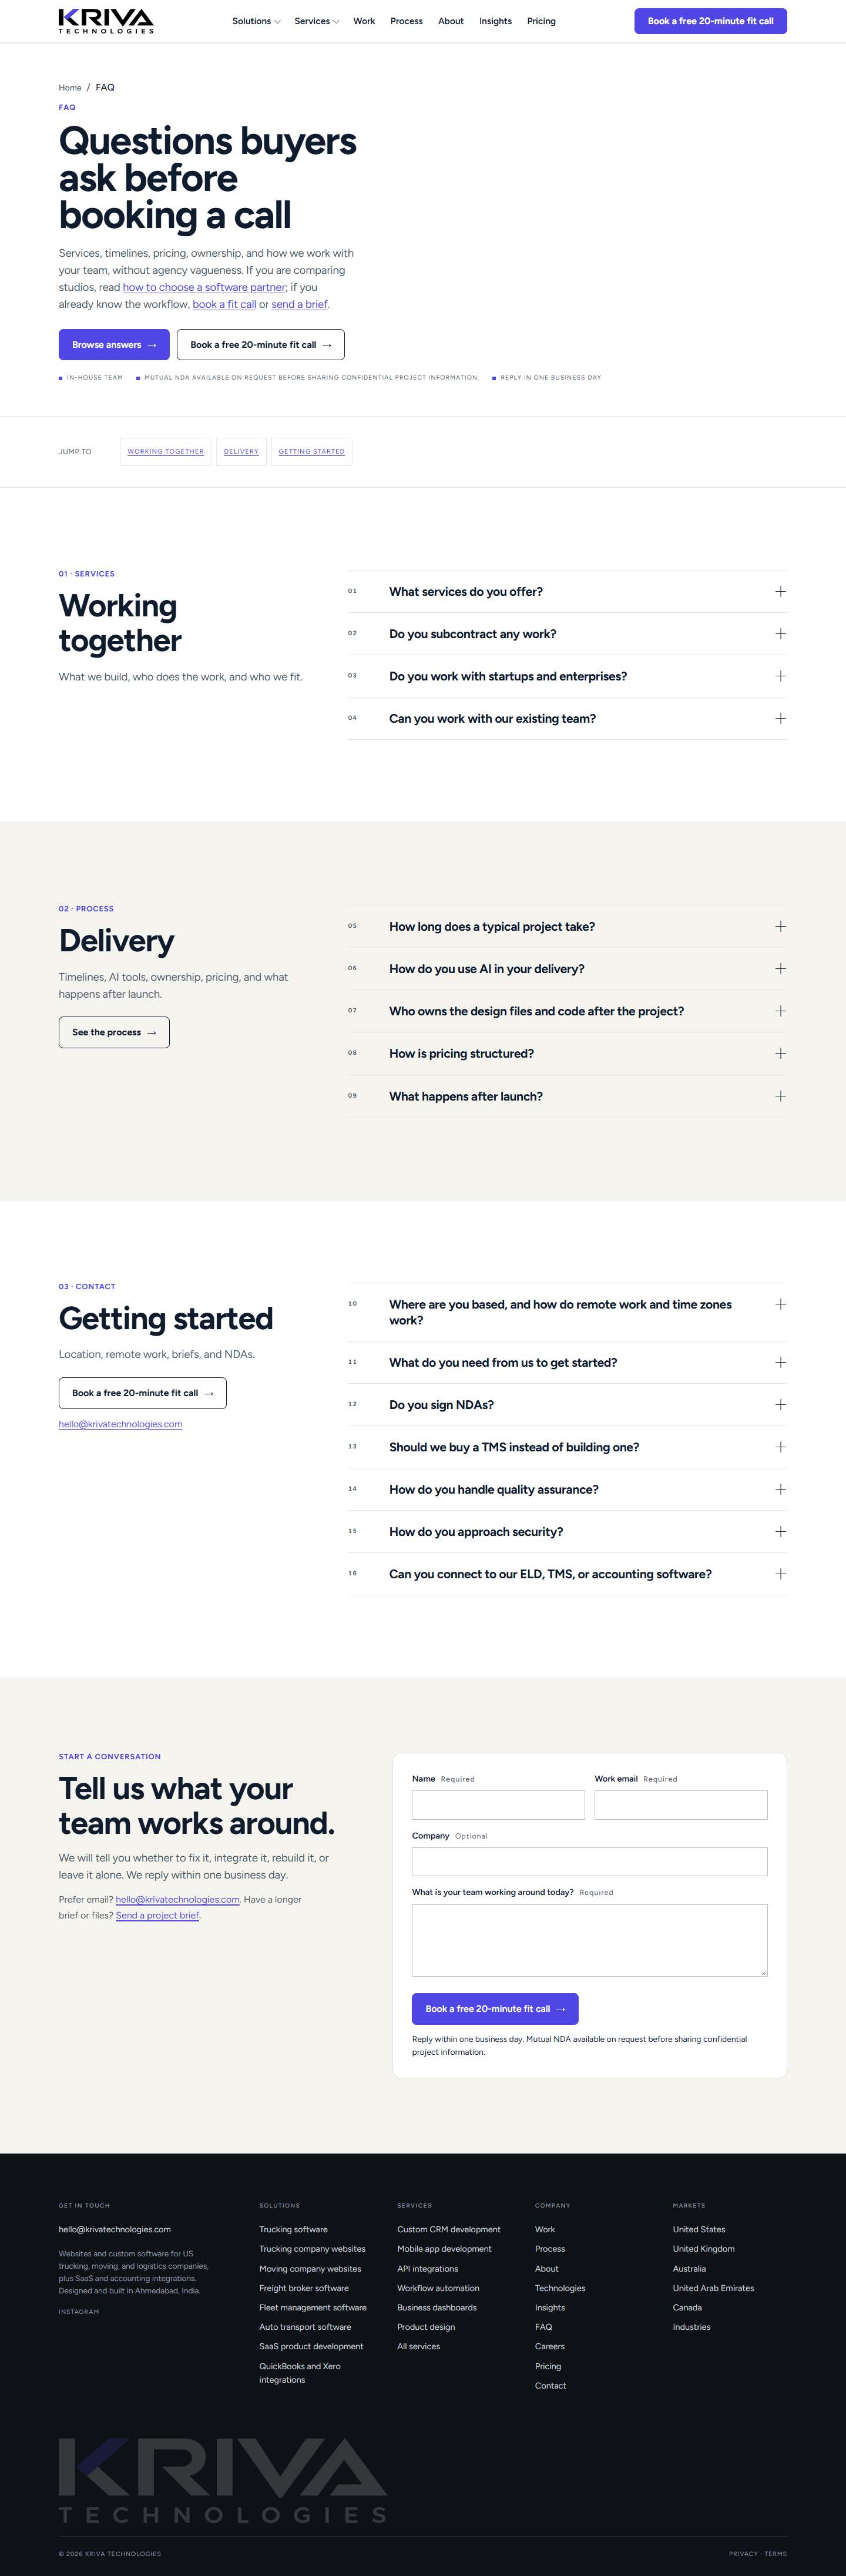 KRIVA
TECHNOLOGIES
Solutions
Services
Work
Process
About
Insights
Pricing
Book a free 20-minute fit call
Home / FAQ
FAQ
Questions buyers
ask before
booking a call
Services, timelines, pricing, ownership, and how we work with
your team, without agency vagueness. If you are comparing
studios, read how to choose a software partner; if you
already know the workflow, book a fit call or send a brief.
Browse answers →
Book a free 20-minute fit call →
IN-HOUSE TEAM
MUTUAL NDA AVAILABLE ON REQUEST BEFORE SHARING CONFIDENTIAL PROJECT INFORMATION.
REPLY IN ONE BUSINESS DAY
JUMP TO
WORKING TOGETHER
DELIVERY
GETTING STARTED
01 · SERVICES
Working
together
What we build, who does the work, and who we fit.
01 What services do you offer?
02 Do you subcontract any work?
03 Do you work with startups and enterprises?
04 Can you work with our existing team?
02 · PROCESS
Delivery
Timelines, AI tools, ownership, pricing, and what
happens after launch.
See the process →
05 How long does a typical project take?
06 How do you use AI in your delivery?
07 Who owns the design files and code after the project?
08 How is pricing structured?
09 What happens after launch?
03 · CONTACT
Getting started
Location, remote work, briefs, and NDAs.
Book a free 20-minute fit call →
hello@krivatechnologies.com
10 Where are you based, and how do remote work and time zones
work?
11 What do you need from us to get started?
12 Do you sign NDAs?
13 Should we buy a TMS instead of building one?
14 How do you handle quality assurance?
15 How do you approach security?
16 Can you connect to our ELD, TMS, or accounting software?
START A CONVERSATION
Tell us what your
team works around.
We will tell you whether to fix it, integrate it, rebuild it, or
leave it alone. We reply within one business day.
Prefer email? hello@krivatechnologies.com. Have a longer
brief or files? Send a project brief.
Name Required
Work email Required
Company Optional
What is your team working around today? Required
Book a free 20-minute fit call →
Reply within one business day. Mutual NDA available on request before sharing confidential
project information.
GET IN TOUCH
hello@krivatechnologies.com
Websites and custom software for US
trucking, moving, and logistics companies,
plus SaaS and accounting integrations.
Designed and built in Ahmedabad, India.
INSTAGRAM
SOLUTIONS
Trucking software
Trucking company websites
Moving company websites
Freight broker software
Fleet management software
Auto transport software
SaaS product development
QuickBooks and Xero
integrations
SERVICES
Custom CRM development
Mobile app development
API integrations
Workflow automation
Business dashboards
Product design
All services
COMPANY
Work
Process
About
Technologies
Insights
FAQ
Careers
Pricing
Contact
MARKETS
United States
United Kingdom
Australia
United Arab Emirates
Canada
Industries
KRIVA
TECHNOLOGIES
© 2026 KRIVA TECHNOLOGIES
PRIVACY · TERMS